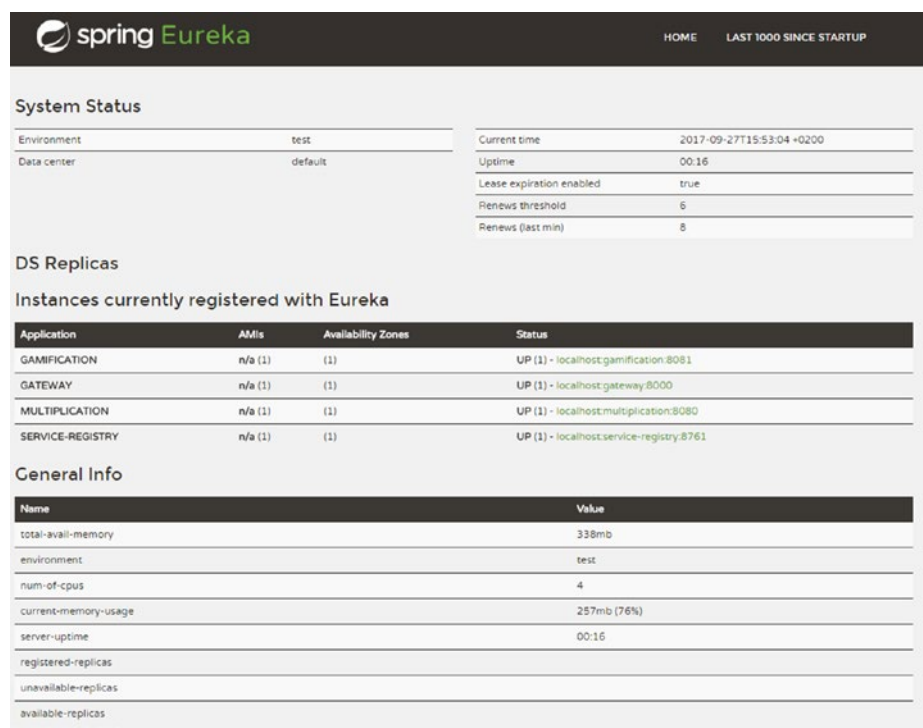 spring Eureka
HOME LAST 1000 SINCE STARTUP
System Status
Environment test
Data center default
Current time 2017-09-27T15:53:04 +0200
Uptime 00:16
Lease expiration enabled true
Renews threshold 6
Renews (last min) 8
DS Replicas
Instances currently registered with Eureka
Application AMIs Availability Zones Status
GAMIFICATION n/a (1) (1) UP (1) - localhost:gamification:8081
GATEWAY n/a (1) (1) UP (1) - localhost:gateway:8000
MULTIPLICATION n/a (1) (1) UP (1) - localhost:multiplication:8080
SERVICE-REGISTRY n/a (1) (1) UP (1) - localhost:service-registry:8761
General Info
Name Value
total-avail-memory 338mb
environment test
num-of-cpus 4
current-memory-usage 257mb (76%)
server-uptime 00:16
registered-replicas
unavailable-replicas
available-replicas